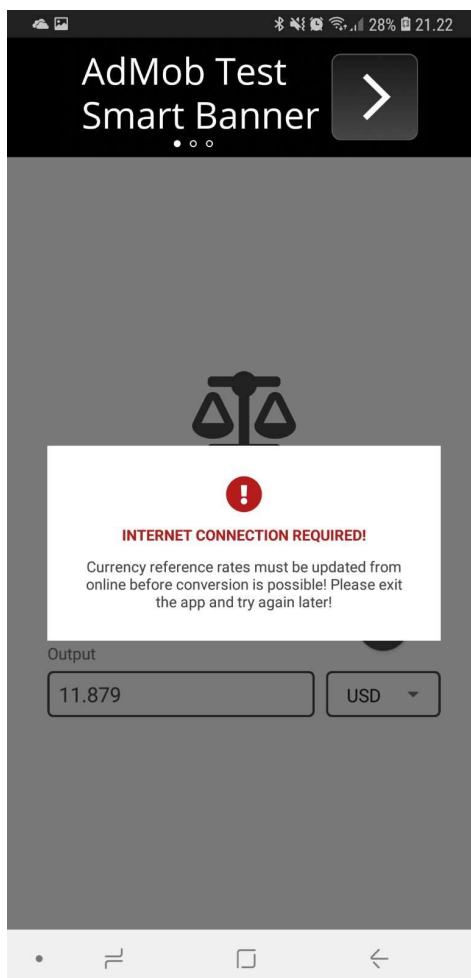 28% 21.22
AdMob Test
Smart Banner
INTERNET CONNECTION REQUIRED!
Currency reference rates must be updated from
online before conversion is possible! Please exit
the app and try again later!
Output
11.879 USD